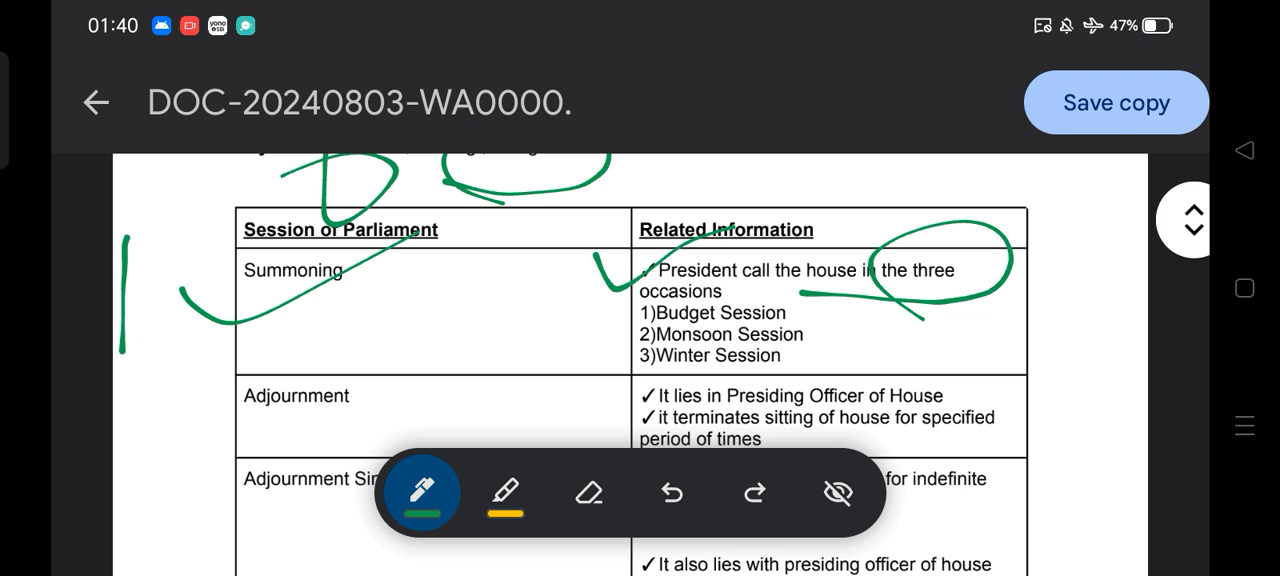 01:40
yono
SBI
47%
DOC-20240803-WA0000.
Save copy
Session of Parliament
Related Information
Summoning
✓President call the house in the three
occasions
1)Budget Session
2)Monsoon Session
3)Winter Session
Adjournment
✓It lies in Presiding Officer of House
✓it terminates sitting of house for specified
period of times
Adjournment
for indefinite
✓It also lies with presiding officer of house